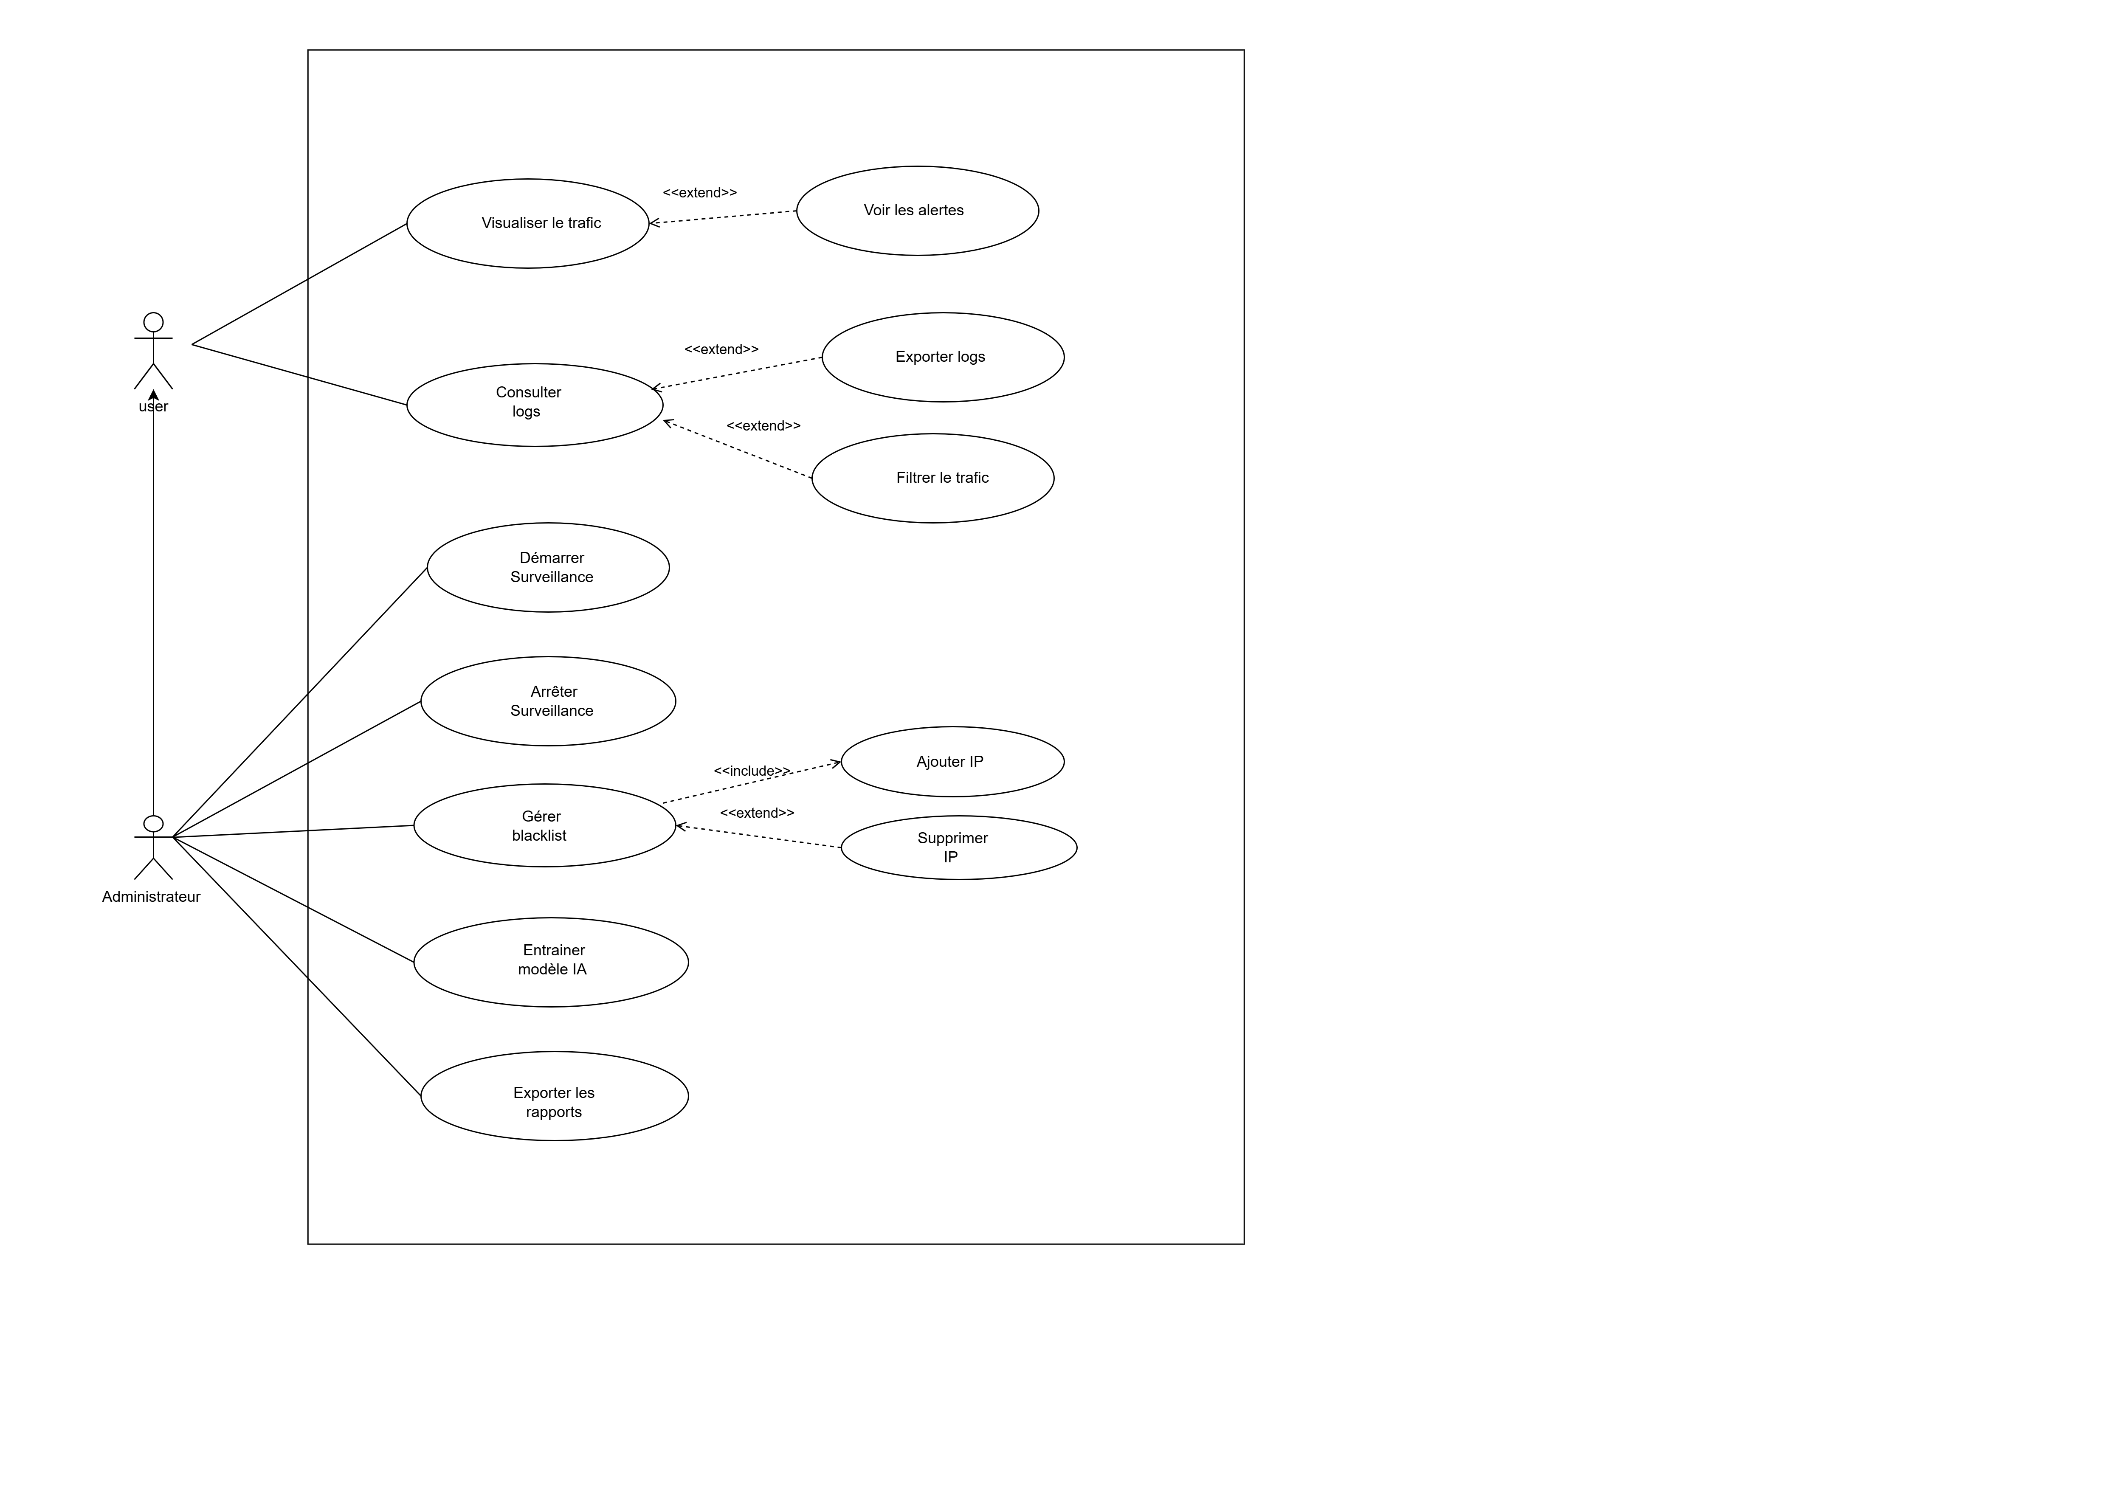 <<extend>>
Voir les alertes
Visualiser le trafic
<<extend>>
Exporter logs
Consulter
logs
user
<<extend>>
Filtrer le trafic
Démarrer
Surveillance
Arrêter
Surveillance
<<include>>
Ajouter IP
<<extend>>
Gérer
blacklist
Supprimer
IP
Administrateur
Entrainer
modèle IA
Exporter les
rapports